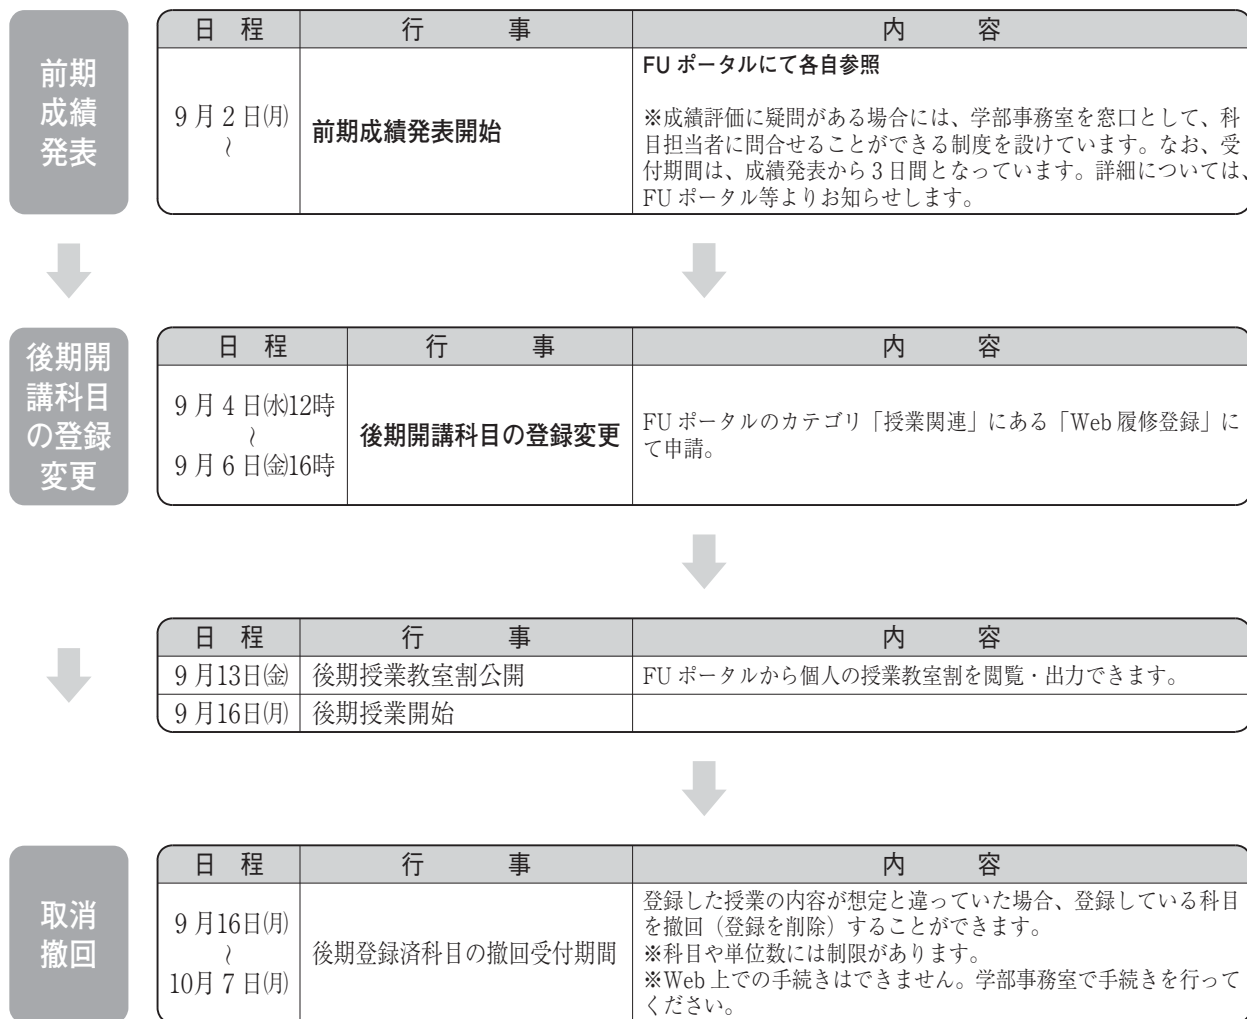 前期
成績
発表
日 程 行 事 内 容
9 月 2 日㈪
〜
前期成績発表開始
FU ポータルにて各自参照
※成績評価に疑問がある場合には、学部事務室を窓口として、科
目担当者に問合せることができる制度を設けています。なお、受
付期間は、成績発表から 3 日間となっています。詳細については、
FU ポータル等よりお知らせします。
後期開
講科目
の登録
変更
日 程 行 事 内 容
9 月 4 日㈬12時
〜
9 月 6 日㈮16時
後期開講科目の登録変更
FU ポータルのカテゴリ「授業関連」にある「Web 履修登録」に
て申請。
日 程 行 事 内 容
9 月13日㈮ 後期授業教室割公開 FU ポータルから個人の授業教室割を閲覧・出力できます。
9 月16日㈪ 後期授業開始
取消
撤回
日 程 行 事 内 容
9 月16日㈪
〜
10月 7 日㈪
後期登録済科目の撤回受付期間
登録した授業の内容が想定と違っていた場合、登録している科目
を撤回（登録を削除）することができます。
※科目や単位数には制限があります。
※Web 上での手続きはできません。学部事務室で手続きを行って
ください。